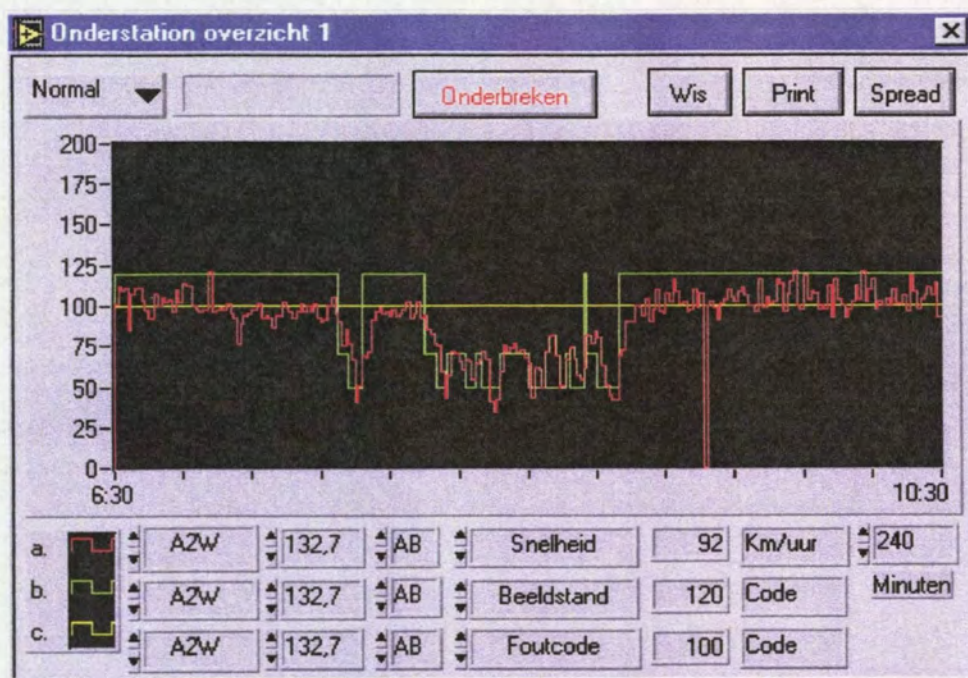 Onderstation overzicht 1
Normal Onderbreken Wis Print Spread
200
175
150
125
100
75
50
25
0
6:30 10:30
a. A2W 132,7 AB Snelheid 92 Km/uur 240
b. A2W 132,7 AB Beeldstand 120 Code Minuten
c. A2W 132,7 AB Foutcode 100 Code